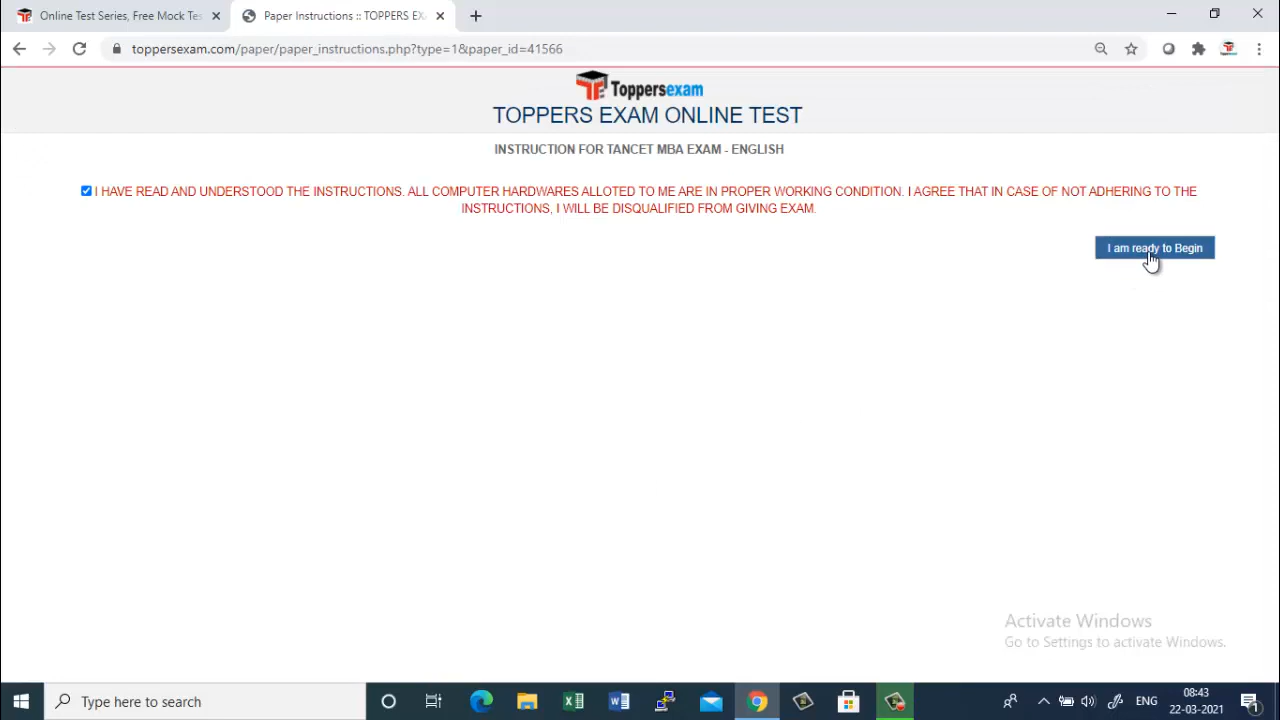 Online Test Series, Free Mock Tes
Paper Instructions :: TOPPERS EX
toppersexam.com/paper/paper_instructions.php?type=1&paper_id=41566
Toppersexam
TOPPERS EXAM ONLINE TEST
INSTRUCTION FOR TANCET MBA EXAM - ENGLISH
I HAVE READ AND UNDERSTOOD THE INSTRUCTIONS. ALL COMPUTER HARDWARES ALLOTED TO ME ARE IN PROPER WORKING CONDITION. I AGREE THAT IN CASE OF NOT ADHERING TO THE
INSTRUCTIONS, I WILL BE DISQUALIFIED FROM GIVING EXAM.
I am ready to Begin
Activate Windows
Go to Settings to activate Windows.
Type here to search
ENG
08:43
22-03-2021
1